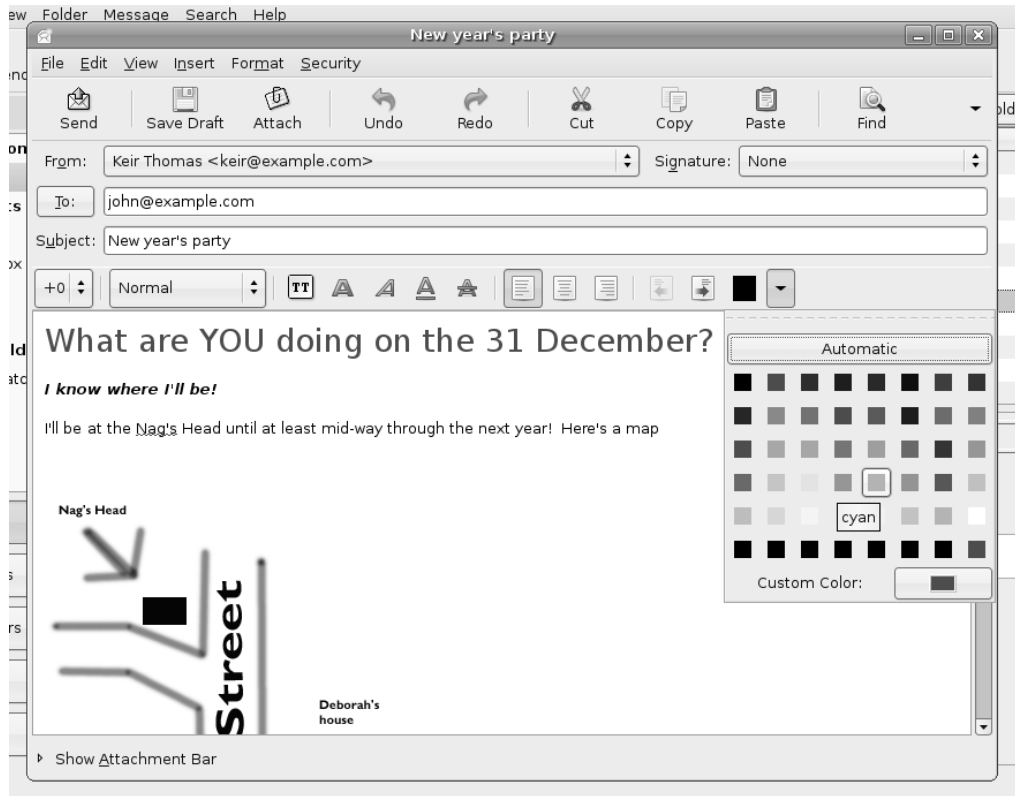 ew Folder Message Search Help
New year's party
File Edit View Insert Format Security
Send Save Draft Attach Undo Redo Cut Copy Paste Find
From: Keir Thomas <keir@example.com> Signature: None
To: john@example.com
Subject: New year's party
+0 Normal TT A A A A
What are YOU doing on the 31 December?
Automatic
I know where I'll be!
I'll be at the Nag's Head until at least mid-way through the next year! Here's a map
Nag's Head
cyan
Custom Color:
Street
Deborah's
house
Show Attachment Bar